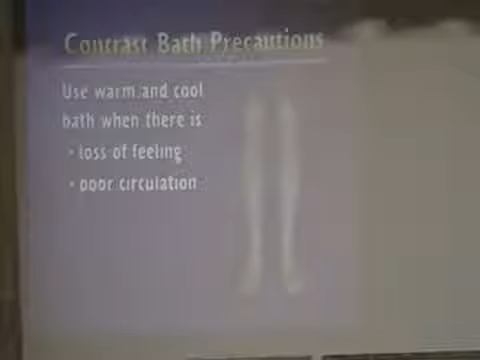 Contrast Bath Precautions
Use warm and cool
bath when there is
• loss of feeling
• poor circulation